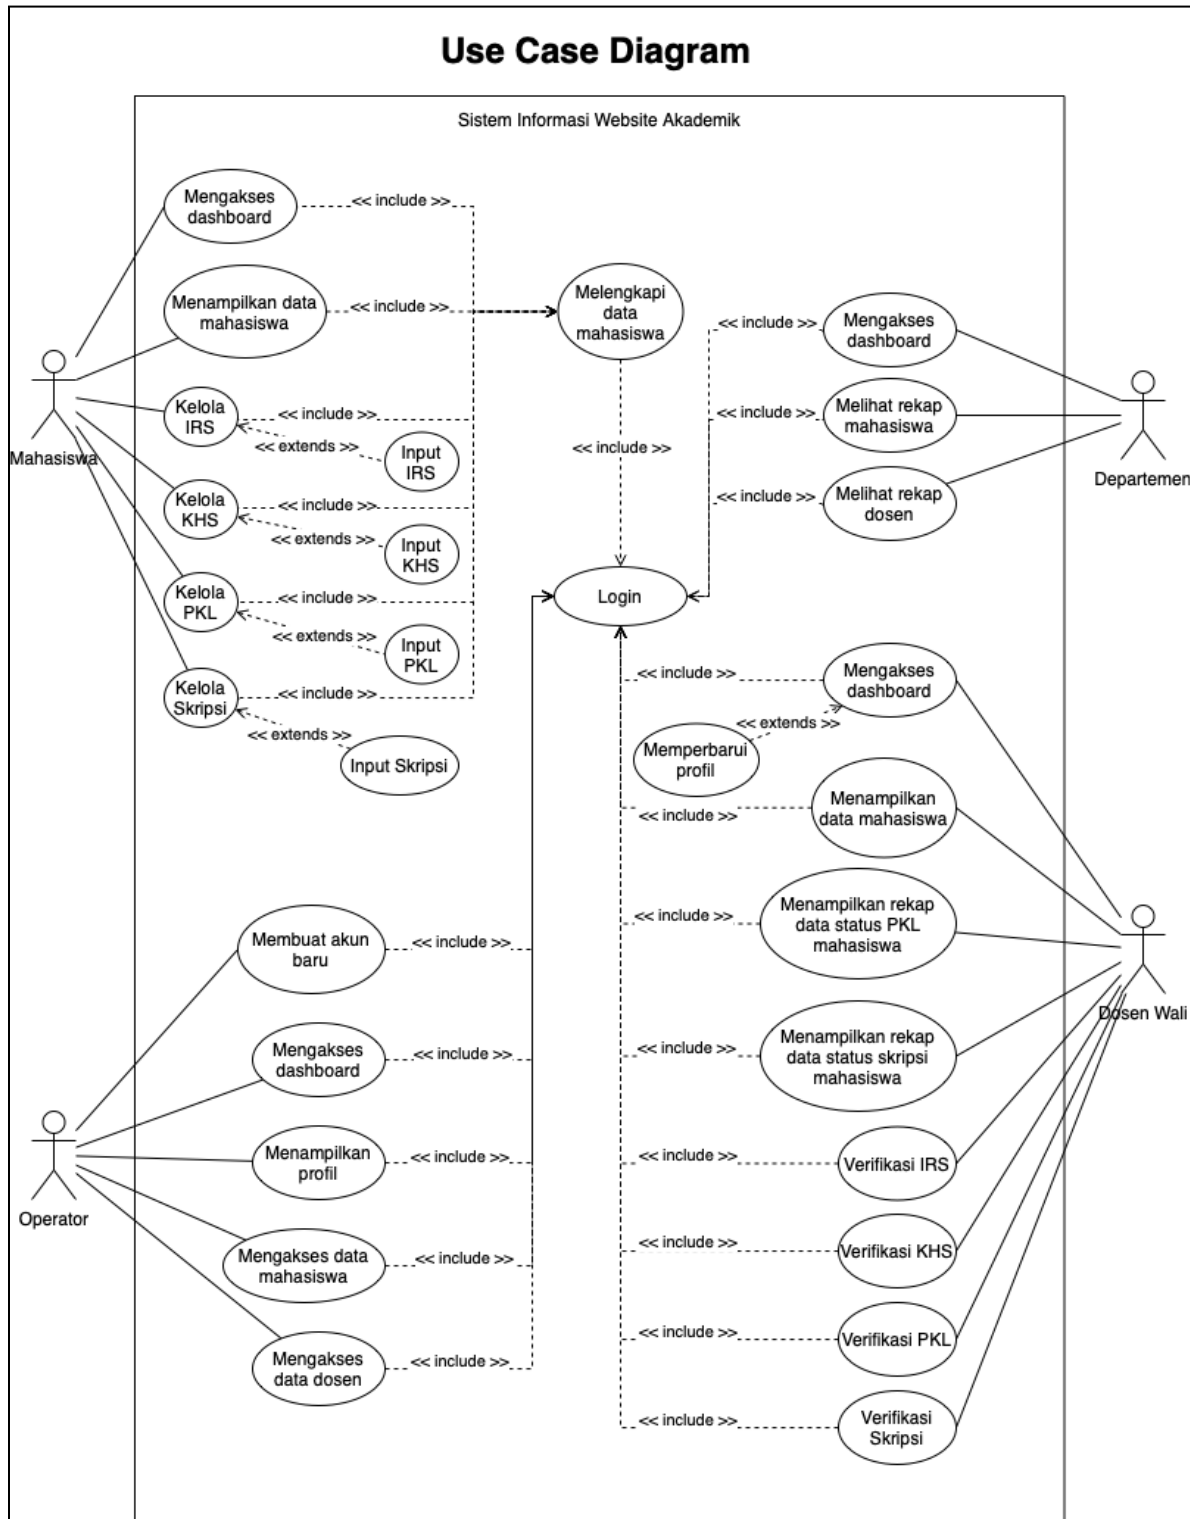 Use Case Diagram
Sistem Informasi Website Akademik
Mengakses
dashboard
<< include >>
Menampilkan data
mahasiswa
<< include >>
Kelola
IRS
<< include >>
<< extends >>
Input
IRS
Kelola
KHS
<< include >>
<< extends >>
Input
KHS
Kelola
PKL
<< include >>
<< extends >>
Input
PKL
Kelola
Skripsi
<< include >>
<< extends >>
Input Skripsi
Mahasiswa
Melengkapi
data
mahasiswa
<< include >>
Login
<< include >>
Mengakses
dashboard
<< include >>
Melihat rekap
mahasiswa
<< include >>
Melihat rekap
dosen
Departemen
<< include >>
Mengakses
dashboard
<< extends >>
Memperbarui
profil
<< include >>
Menampilkan
data mahasiswa
<< include >>
Menampilkan rekap
data status PKL
mahasiswa
<< include >>
Menampilkan rekap
data status skripsi
mahasiswa
<< include >>
Verifikasi IRS
<< include >>
Verifikasi KHS
<< include >>
Verifikasi PKL
<< include >>
Verifikasi
Skripsi
Dosen Wali
Membuat akun
baru
<< include >>
Mengakses
dashboard
<< include >>
Menampilkan
profil
<< include >>
Mengakses data
mahasiswa
<< include >>
Mengakses
data dosen
<< include >>
Operator